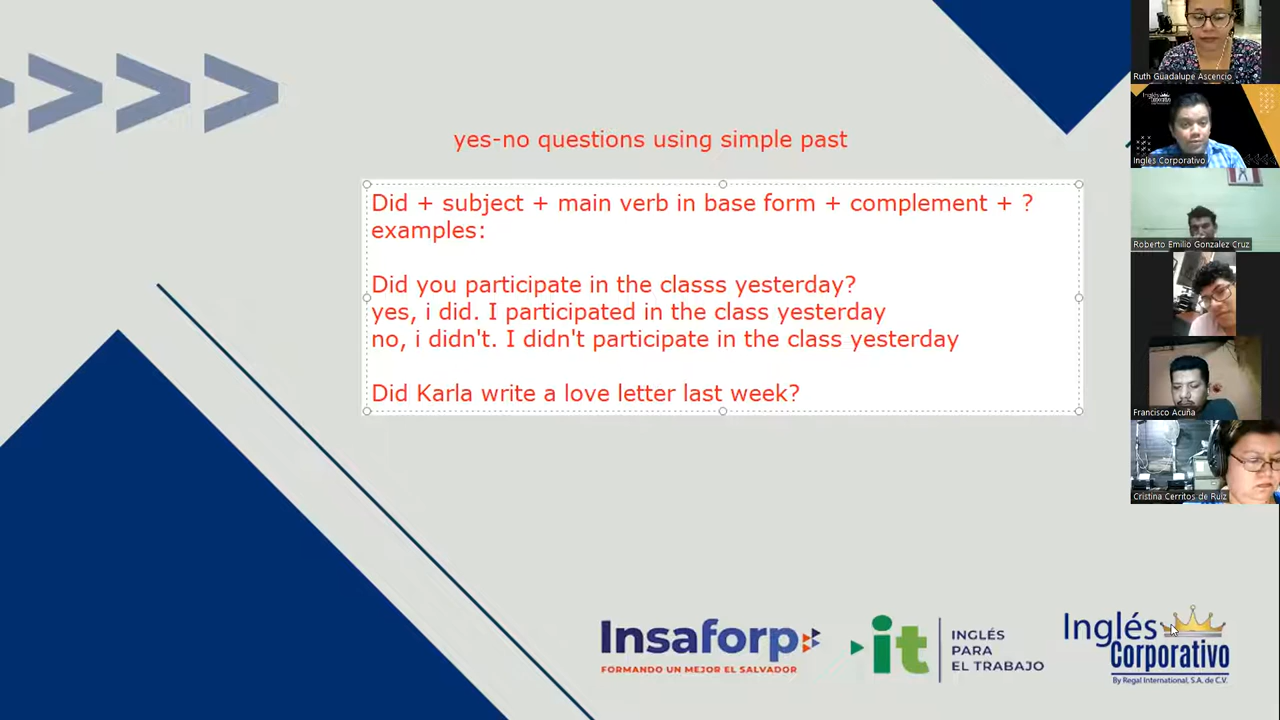 yes-no questions using simple past
Did + subject + main verb in base form + complement + ?
examples:
Did you participate in the classs yesterday?
yes, i did. I participated in the class yesterday
no, i didn't. I didn't participate in the class yesterday
Did Karla write a love letter last week?
Insaforp
FORMANDO UN MEJOR EL SALVADOR
it
INGLÉS
PARA
EL TRABAJO
Inglés
Corporativo
By Regal International, S.A. de C.V.
Ruth Guadalupe Ascencio
Inglés
Corporativo
Inglés Corporativo
Roberto Emilio Gonzalez Cruz
Francisco Acuña
Cristina Cerritos de Ruiz